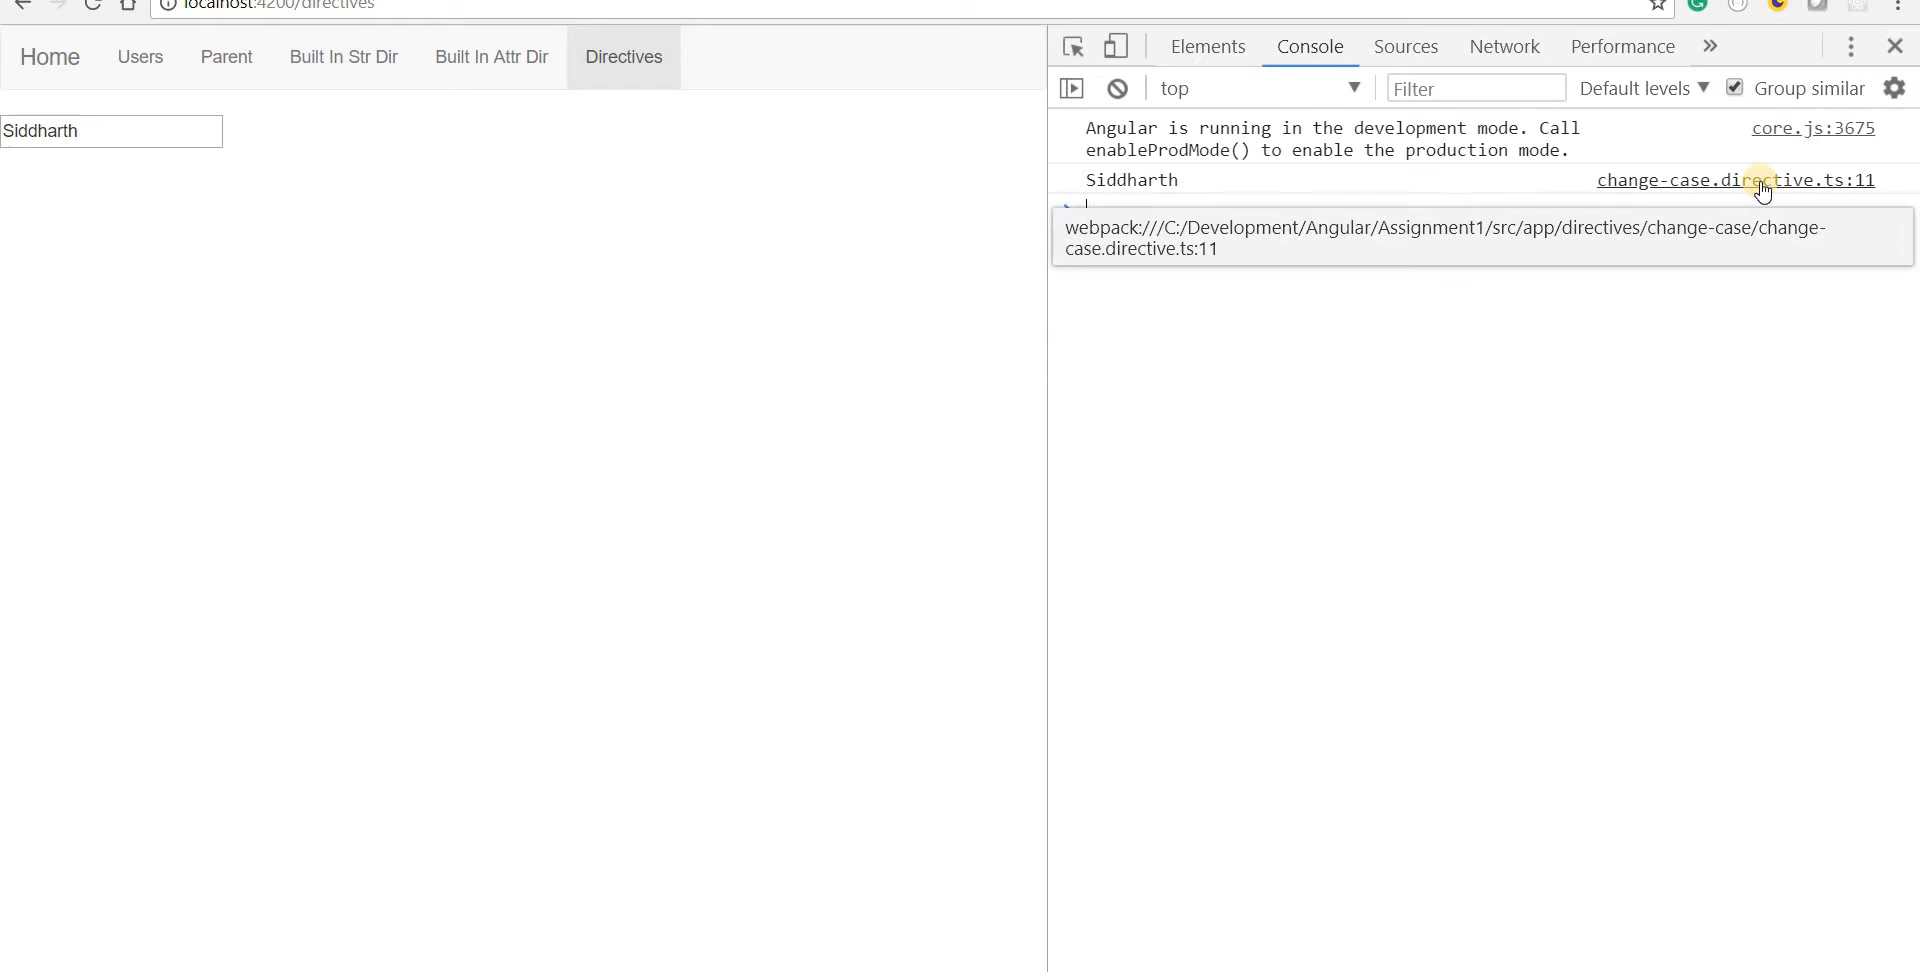 localhost:4200/directives
Home Users Parent Built In Str Dir Built In Attr Dir Directives
Siddharth
Elements Console Sources Network Performance »
top Filter Default levels Group similar
Angular is running in the development mode. Call core.js:3675
enableProdMode() to enable the production mode.
Siddharth change-case.directive.ts:11
webpack:///C:/Development/Angular/Assignment1/src/app/directives/change-case/change-
case.directive.ts:11